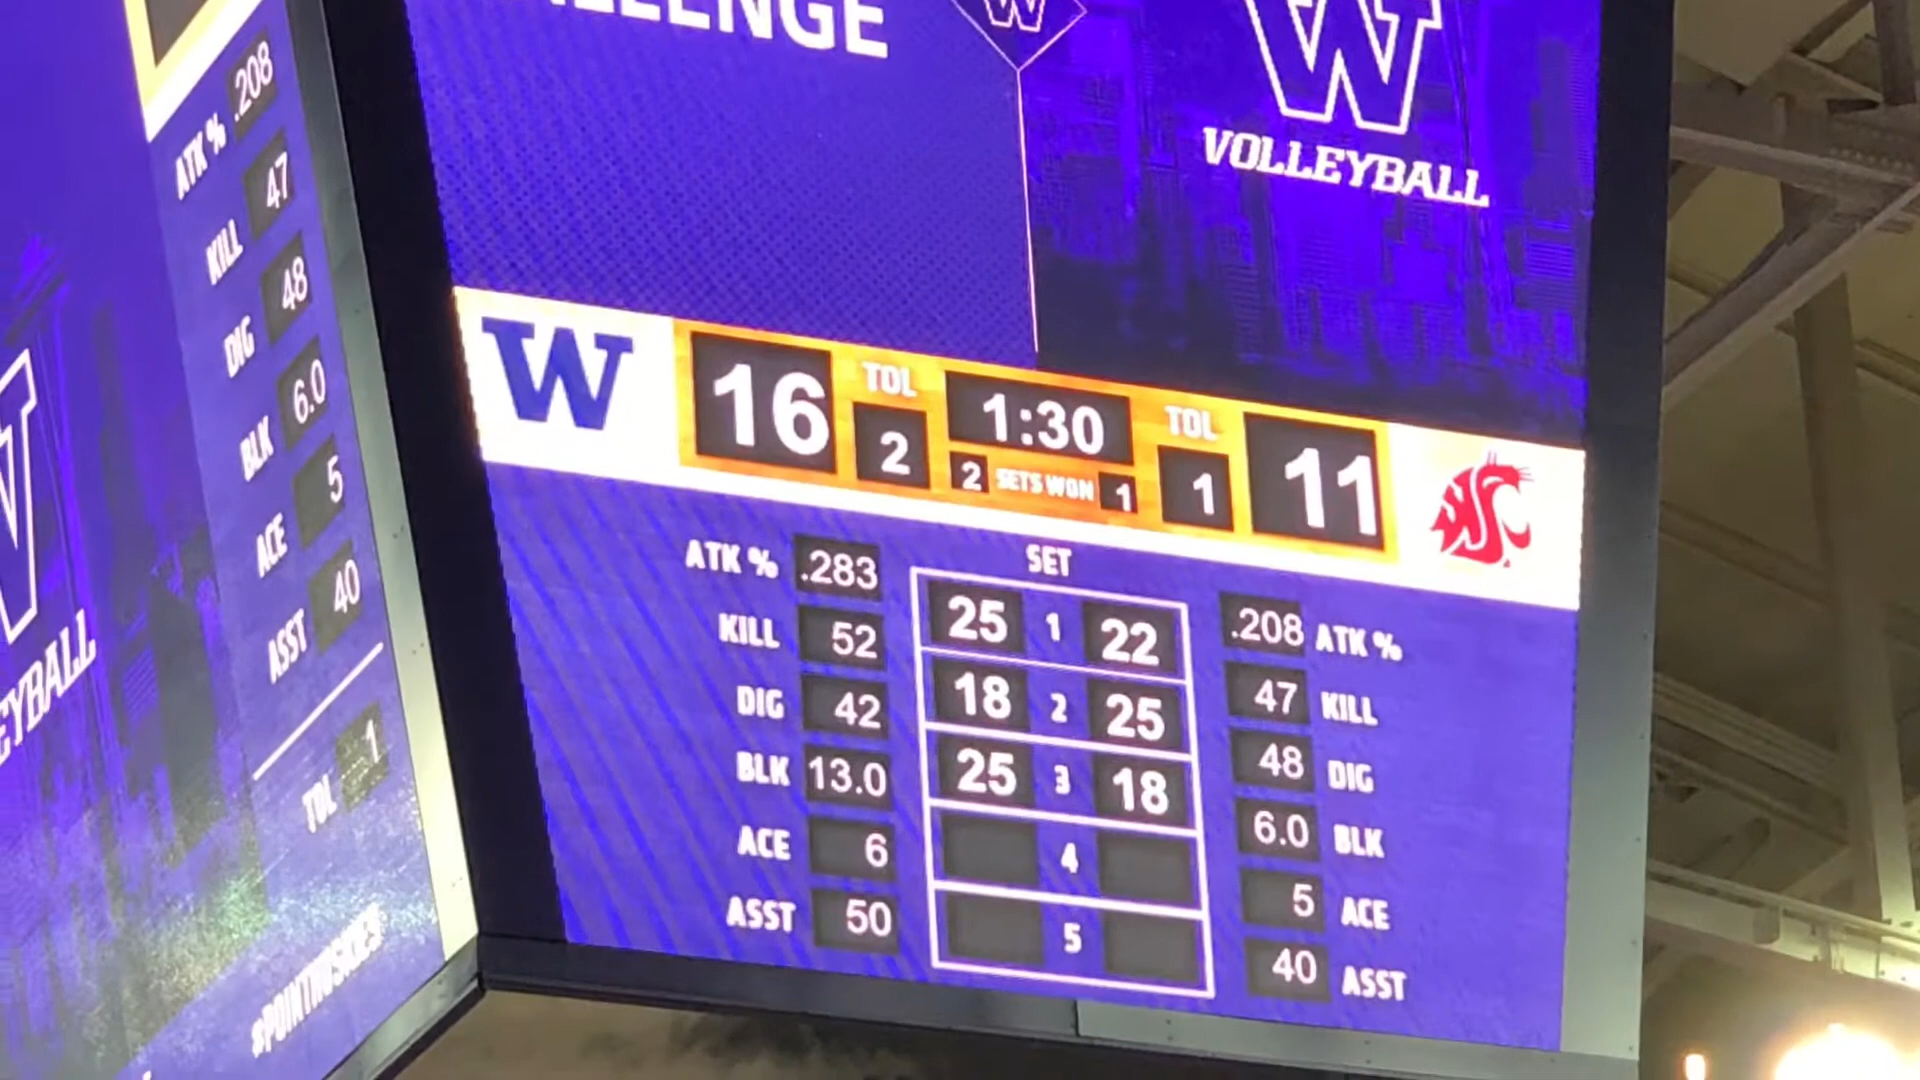 ATK % .208
KILL 47
DIG 48
BLK 6.0
ACE 5
ASST 40
TOL 1
#POINTHUSKIES
W
VOLLEYBALL
W 16 TOL 2 1:30 TOL 1 11 WSC
2 SETS WON 1
SET
ATK % .283 25 1 22 .208 ATK %
KILL 52 18 2 25 47 KILL
DIG 42 25 3 18 48 DIG
BLK 13.0 4 6.0 BLK
ACE 6 5 5 ACE
ASST 50 40 ASST